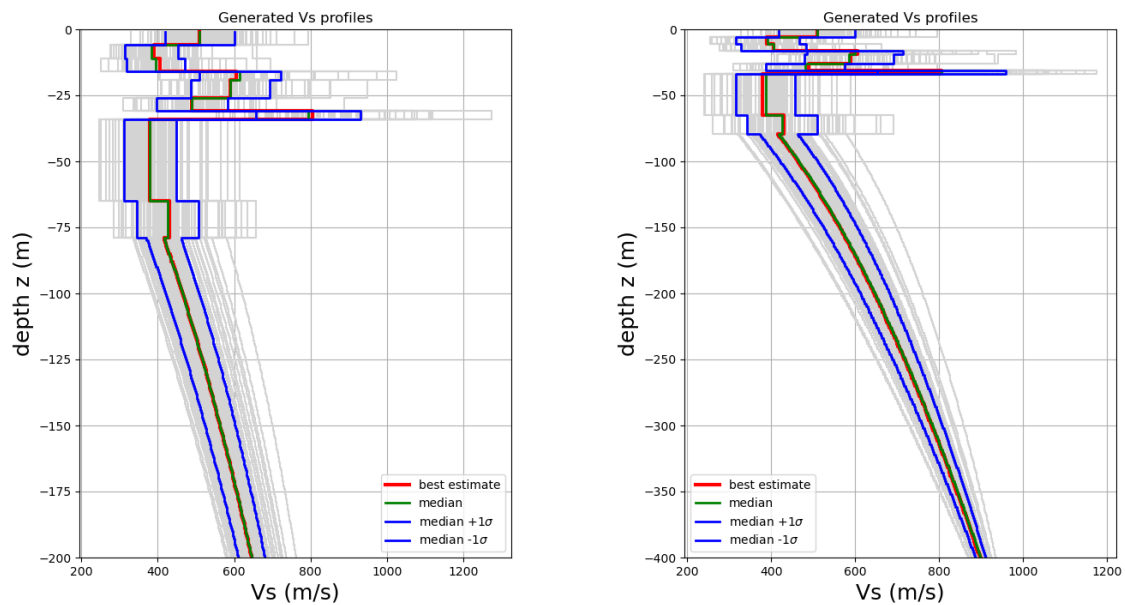 Generated Vs profiles
0
−25
−50
−75
−100
−125
−150
−175
−200
depth z (m)
best estimate
median
median +1σ
median -1σ
200
400
600
800
1000
1200
Vs (m/s)
Generated Vs profiles
0
−50
−100
−150
−200
−250
−300
−350
−400
depth z (m)
best estimate
median
median +1σ
median -1σ
200
400
600
800
1000
1200
Vs (m/s)